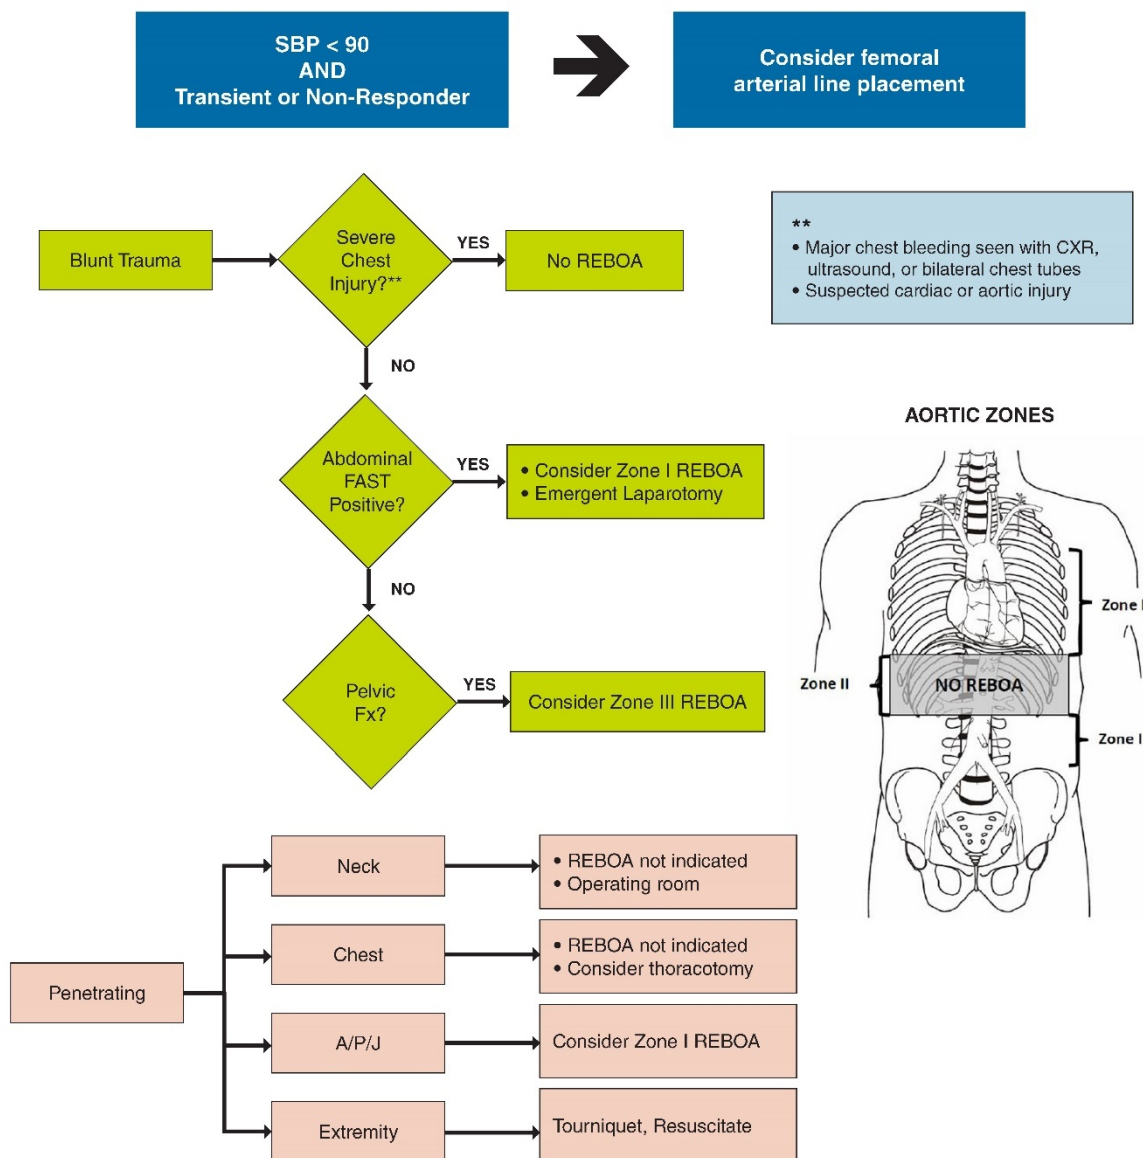 SBP < 90
AND
Transient or Non-Responder
Consider femoral
arterial line placement
Blunt Trauma
Severe
Chest
Injury?**
YES
No REBOA
**
• Major chest bleeding seen with CXR,
ultrasound, or bilateral chest tubes
• Suspected cardiac or aortic injury
NO
Abdominal
FAST
Positive?
YES
• Consider Zone I REBOA
• Emergent Laparotomy
NO
Pelvic
Fx?
YES
Consider Zone III REBOA
AORTIC ZONES
Zone I
Zone II
NO REBOA
Zone I
Penetrating
Neck
• REBOA not indicated
• Operating room
Chest
• REBOA not indicated
• Consider thoracotomy
A/P/J
Consider Zone I REBOA
Extremity
Tourniquet, Resuscitate